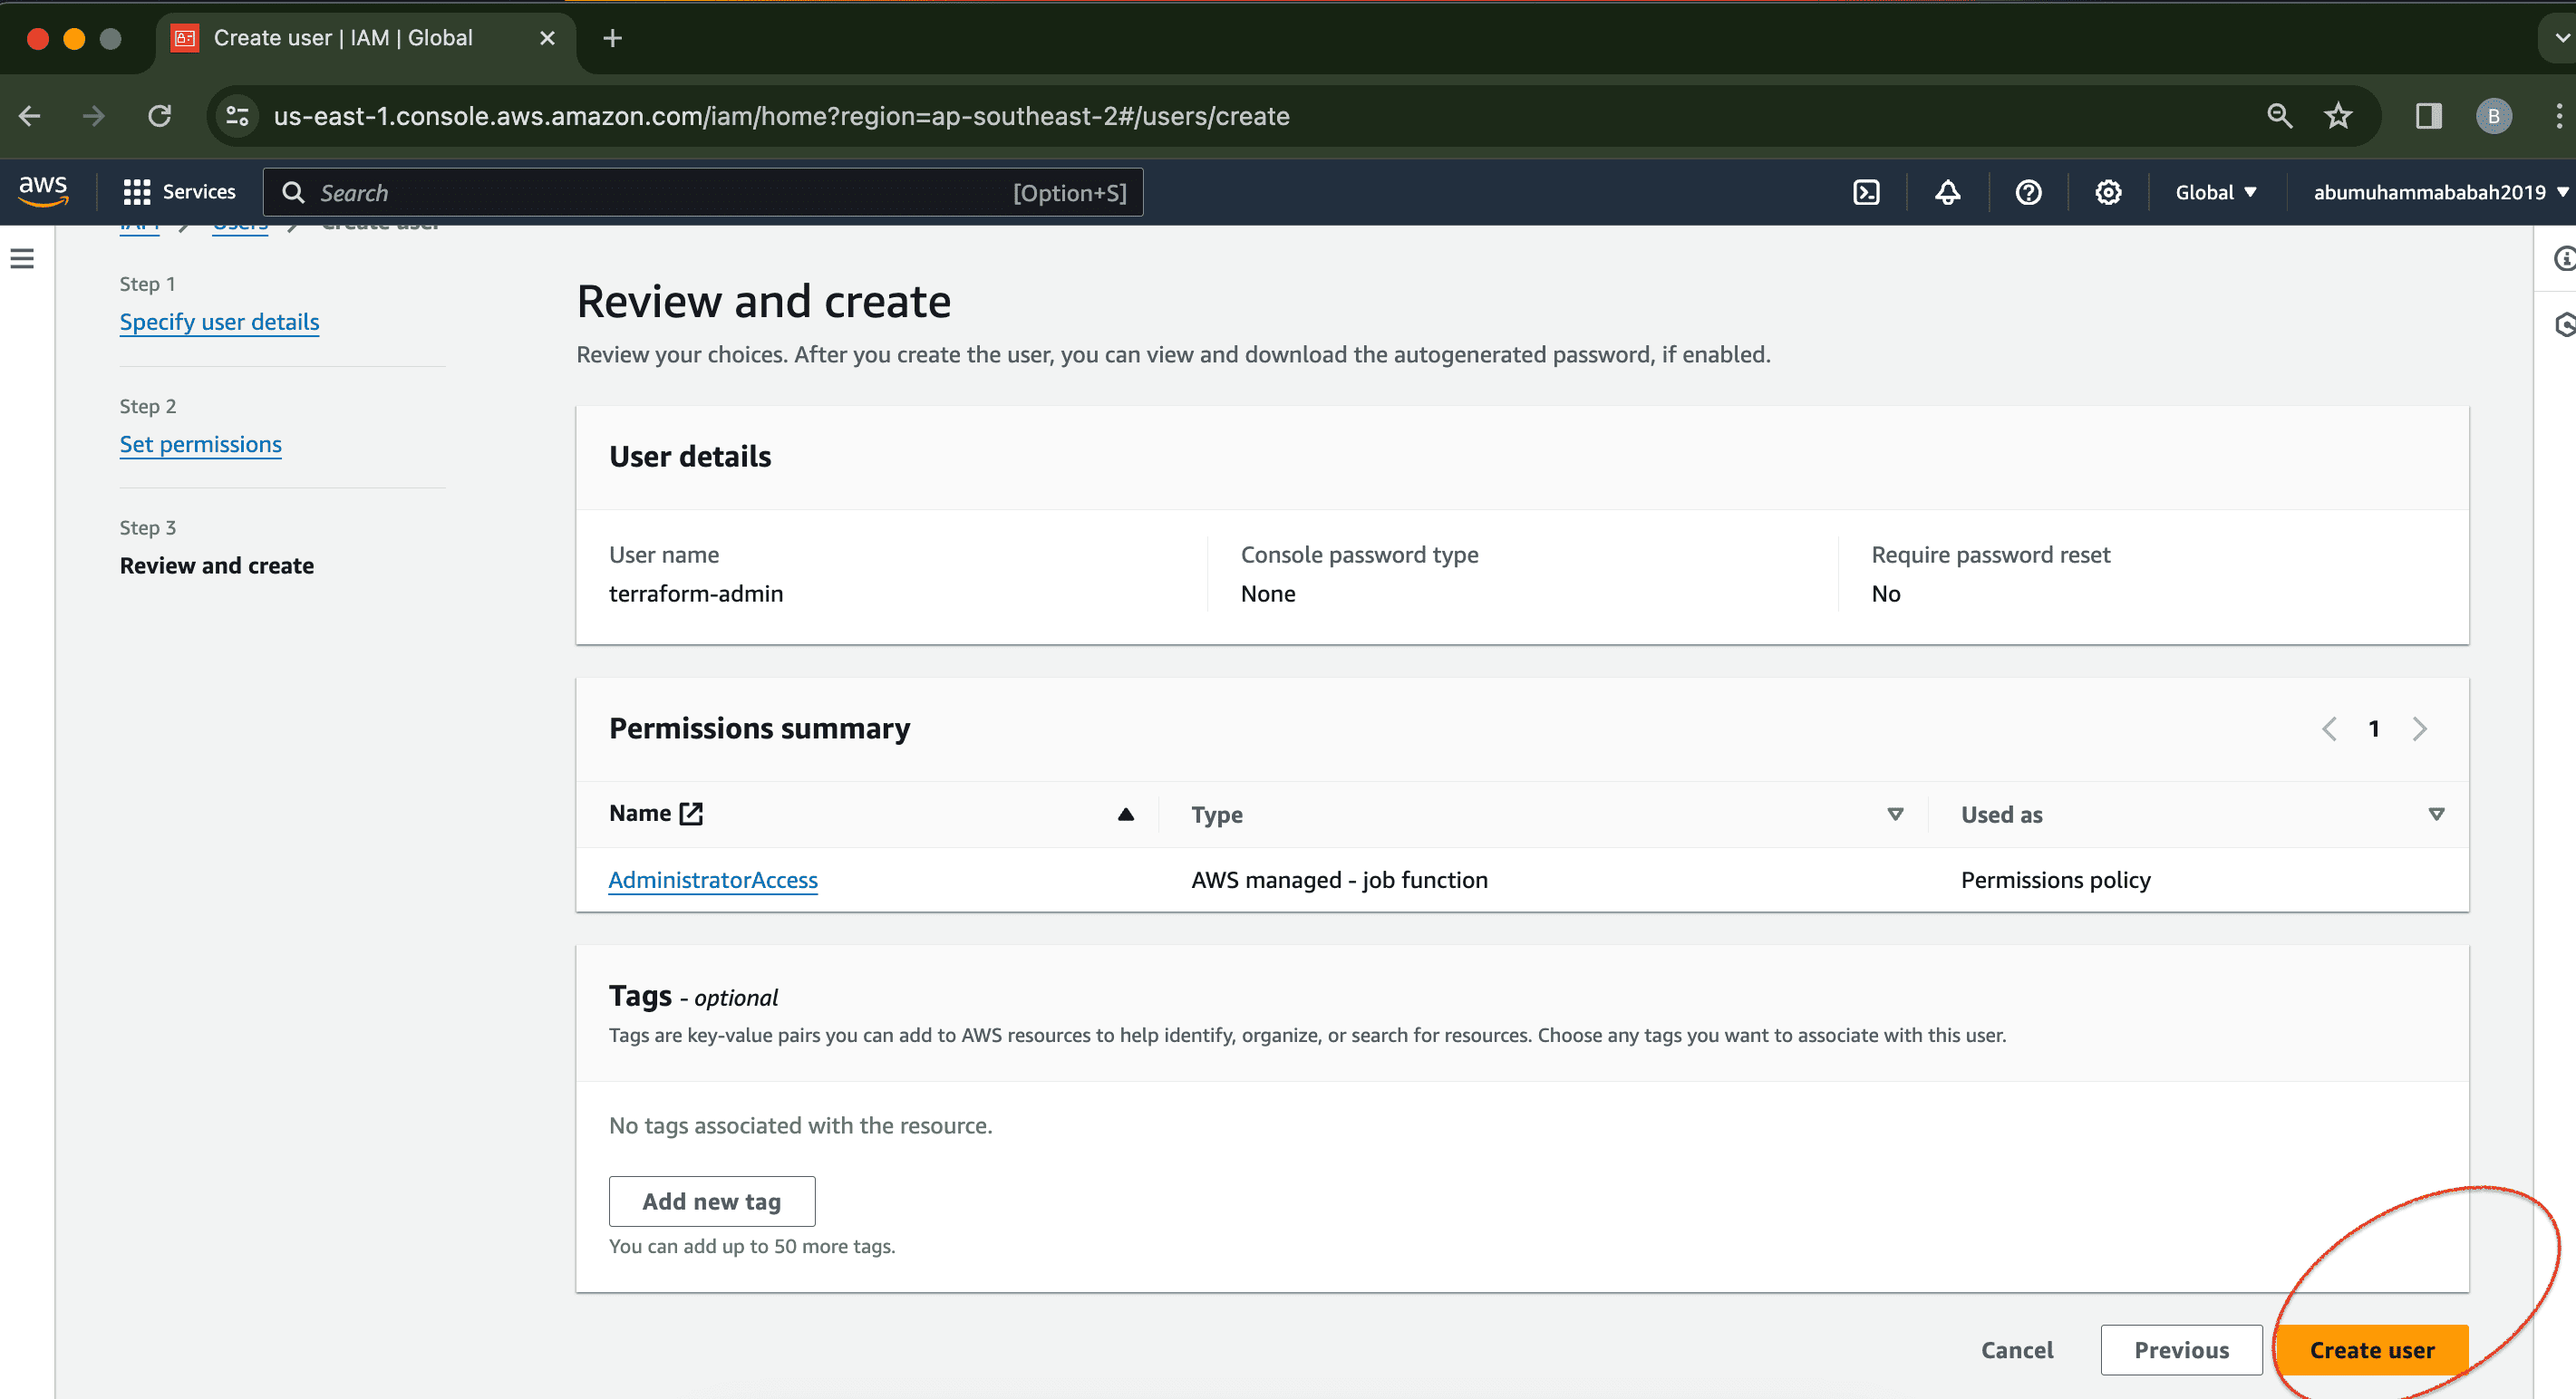 Create user | IAM | Global
us-east-1.console.aws.amazon.com/iam/home?region=ap-southeast-2#/users/create
B
aws
Services
Search
[Option+S]
Global
abumuhammababah2019
IAM
Users
Create user
Step 1
Specify user details
Step 2
Set permissions
Step 3
Review and create
Review and create
Review your choices. After you create the user, you can view and download the autogenerated password, if enabled.
User details
User name
terraform-admin
Console password type
None
Require password reset
No
Permissions summary
1
Name
Type
Used as
AdministratorAccess
AWS managed - job function
Permissions policy
Tags - optional
Tags are key-value pairs you can add to AWS resources to help identify, organize, or search for resources. Choose any tags you want to associate with this user.
No tags associated with the resource.
Add new tag
You can add up to 50 more tags.
Cancel
Previous
Create user